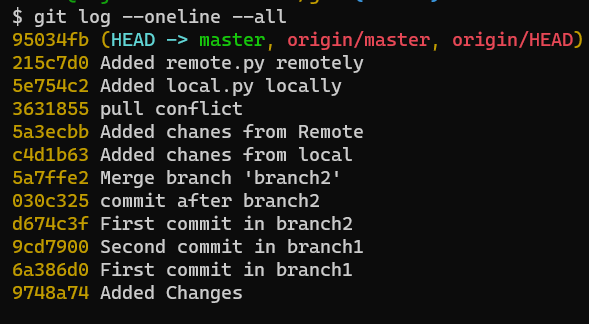 $ git log --oneline --all
95034fb (HEAD -> master, origin/master, origin/HEAD)
215c7d0 Added remote.py remotely
5e754c2 Added local.py locally
3631855 pull conflict
5a3ecbb Added chanes from Remote
c4d1b63 Added chanes from local
5a7ffe2 Merge branch 'branch2'
030c325 commit after branch2
d674c3f First commit in branch2
9cd7900 Second commit in branch1
6a386d0 First commit in branch1
9748a74 Added Changes